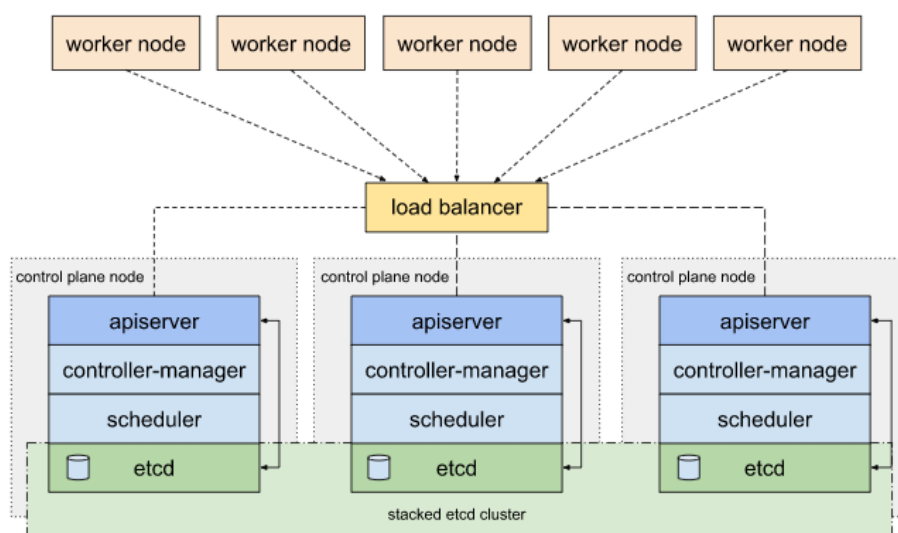 worker node
worker node
worker node
worker node
worker node
load balancer
control plane node
control plane node
control plane node
apiserver
apiserver
apiserver
controller-manager
controller-manager
controller-manager
scheduler
scheduler
scheduler
etcd
etcd
etcd
stacked etcd cluster